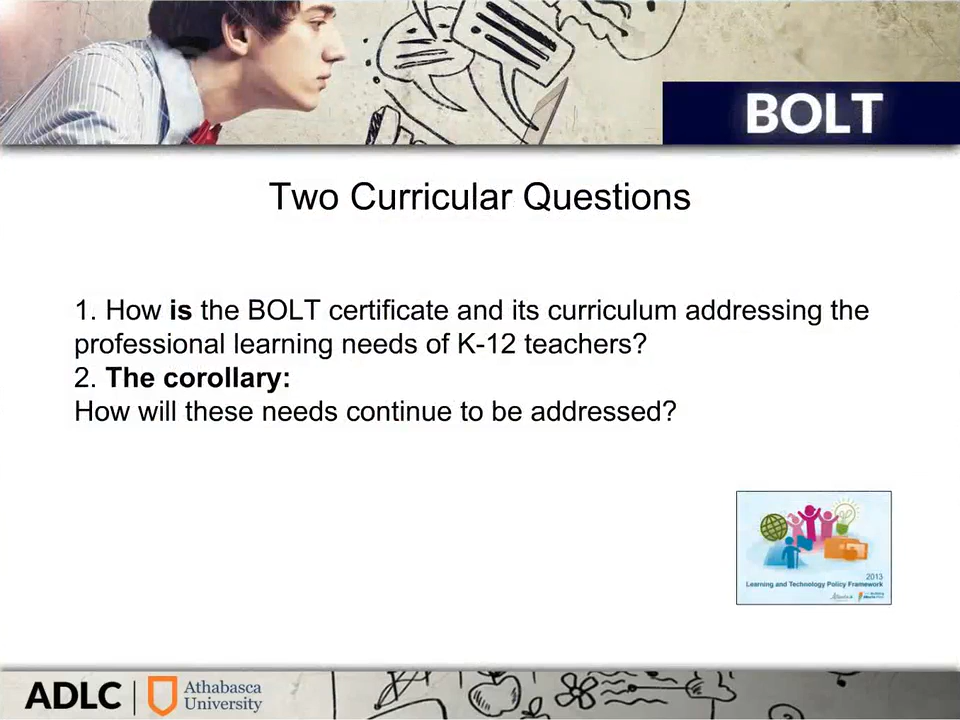 BOLT
Two Curricular Questions
1. How is the BOLT certificate and its curriculum addressing the
professional learning needs of K-12 teachers?
2. The corollary:
How will these needs continue to be addressed?
2013
Learning and Technology Policy Framework
ADLC
Athabasca
University